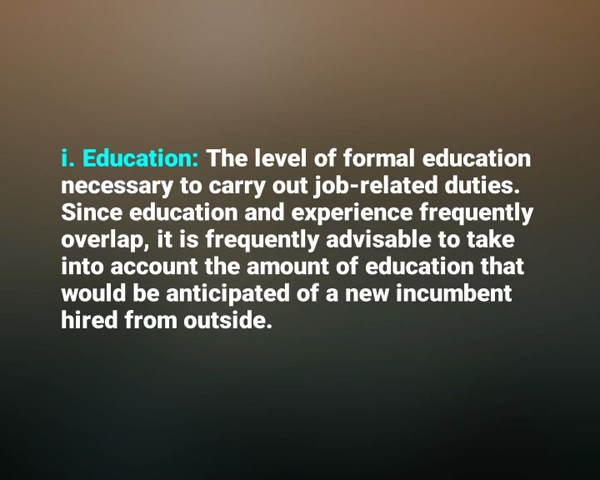 i. Education: The level of formal education
necessary to carry out job-related duties.
Since education and experience frequently
overlap, it is frequently advisable to take
into account the amount of education that
would be anticipated of a new incumbent
hired from outside.